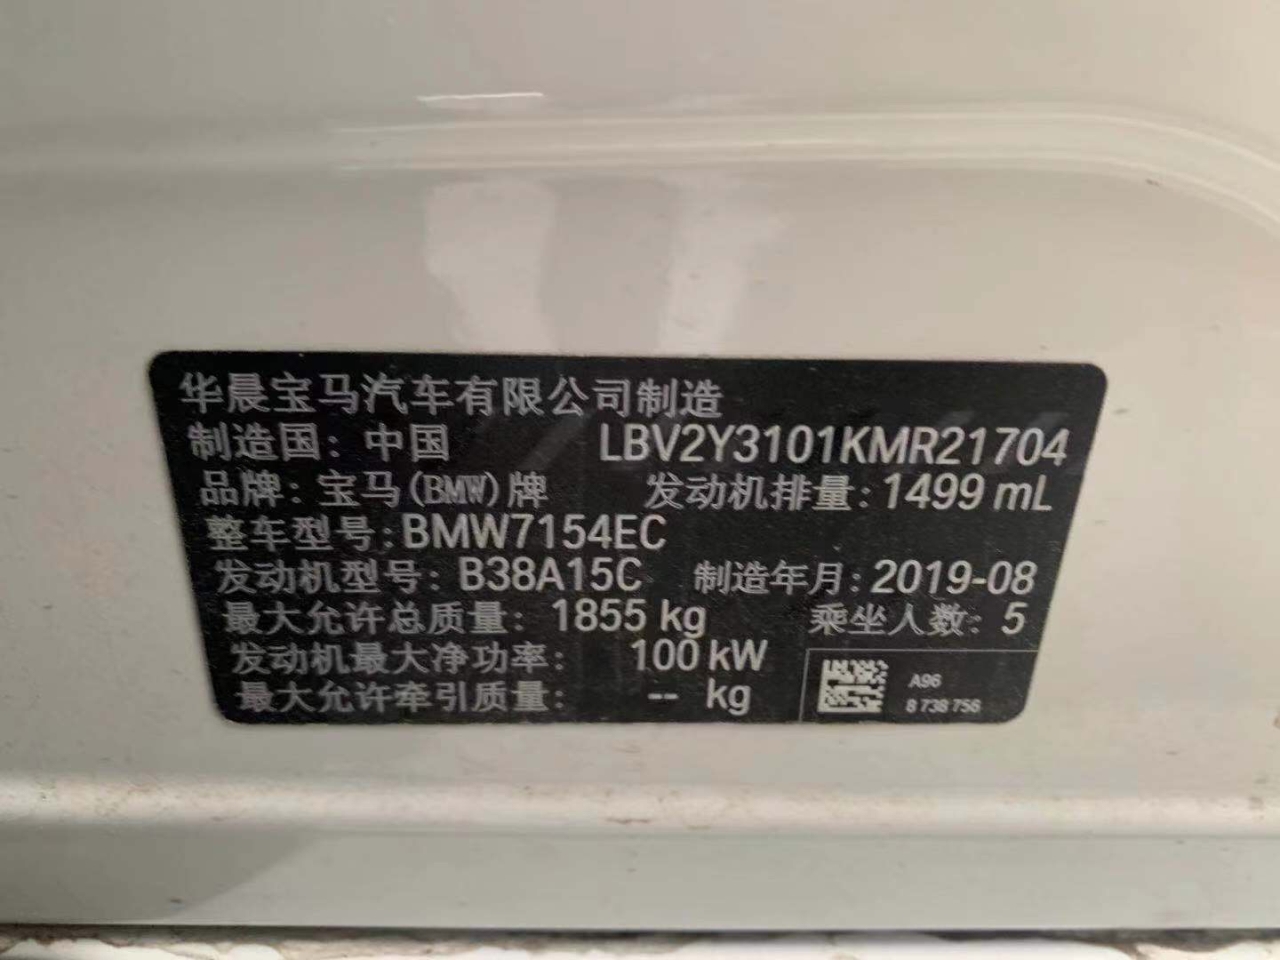 华晨宝马汽车有限公司制造
制造国：中国 LBV2Y3101KMR21704
品牌：宝马(BMW)牌 发动机排量：1499 mL
整车型号：BMW7154EC
发动机型号：B38A15C 制造年月：2019-08
最大允许总质量：1855 kg 乘坐人数：5
发动机最大净功率：100 kW
最大允许牵引质量：-- kg
A96
8 738 756